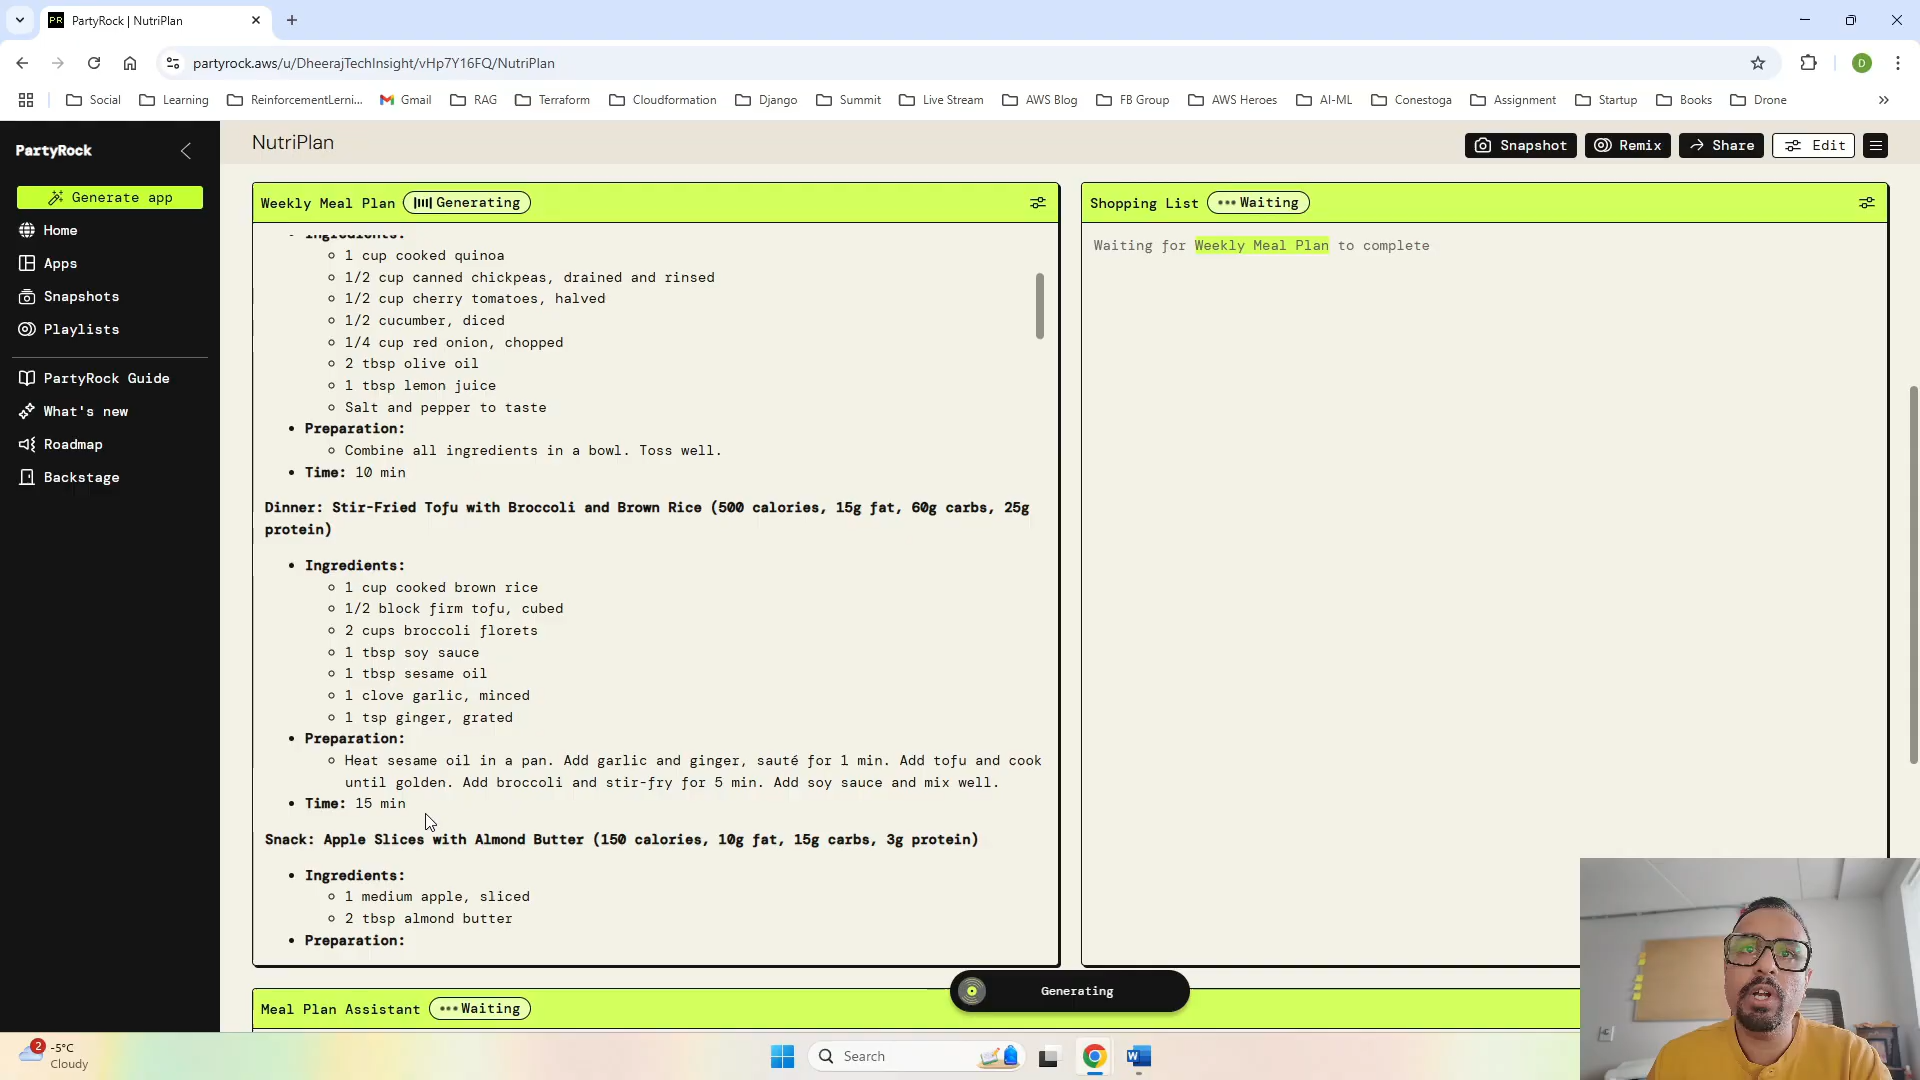 PR PartyRock | NutriPlan
partyrock.aws/u/DheerajTechInsight/vHp7Y16FQ/NutriPlan
D
Social Learning ReinforcementLerni... Gmail RAG Terraform Cloudformation Django Summit Live Stream AWS Blog FB Group AWS Heroes AI-ML Conestoga Assignment Startup Books Drone
PartyRock
NutriPlan
Snapshot Remix Share Edit
Generate app
Home
Apps
Snapshots
Playlists
PartyRock Guide
What's new
Roadmap
Backstage
Weekly Meal Plan Generating
Ingredients:
1 cup cooked quinoa
1/2 cup canned chickpeas, drained and rinsed
1/2 cup cherry tomatoes, halved
1/2 cucumber, diced
1/4 cup red onion, chopped
2 tbsp olive oil
1 tbsp lemon juice
Salt and pepper to taste
Preparation:
Combine all ingredients in a bowl. Toss well.
Time: 10 min
Dinner: Stir-Fried Tofu with Broccoli and Brown Rice (500 calories, 15g fat, 60g carbs, 25g
protein)
Ingredients:
1 cup cooked brown rice
1/2 block firm tofu, cubed
2 cups broccoli florets
1 tbsp soy sauce
1 tbsp sesame oil
1 clove garlic, minced
1 tsp ginger, grated
Preparation:
Heat sesame oil in a pan. Add garlic and ginger, sauté for 1 min. Add tofu and cook
until golden. Add broccoli and stir-fry for 5 min. Add soy sauce and mix well.
Time: 15 min
Snack: Apple Slices with Almond Butter (150 calories, 10g fat, 15g carbs, 3g protein)
Ingredients:
1 medium apple, sliced
2 tbsp almond butter
Preparation:
Shopping List Waiting
Waiting for Weekly Meal Plan to complete
Generating
Meal Plan Assistant Waiting
2
-5°C
Cloudy
Search
W